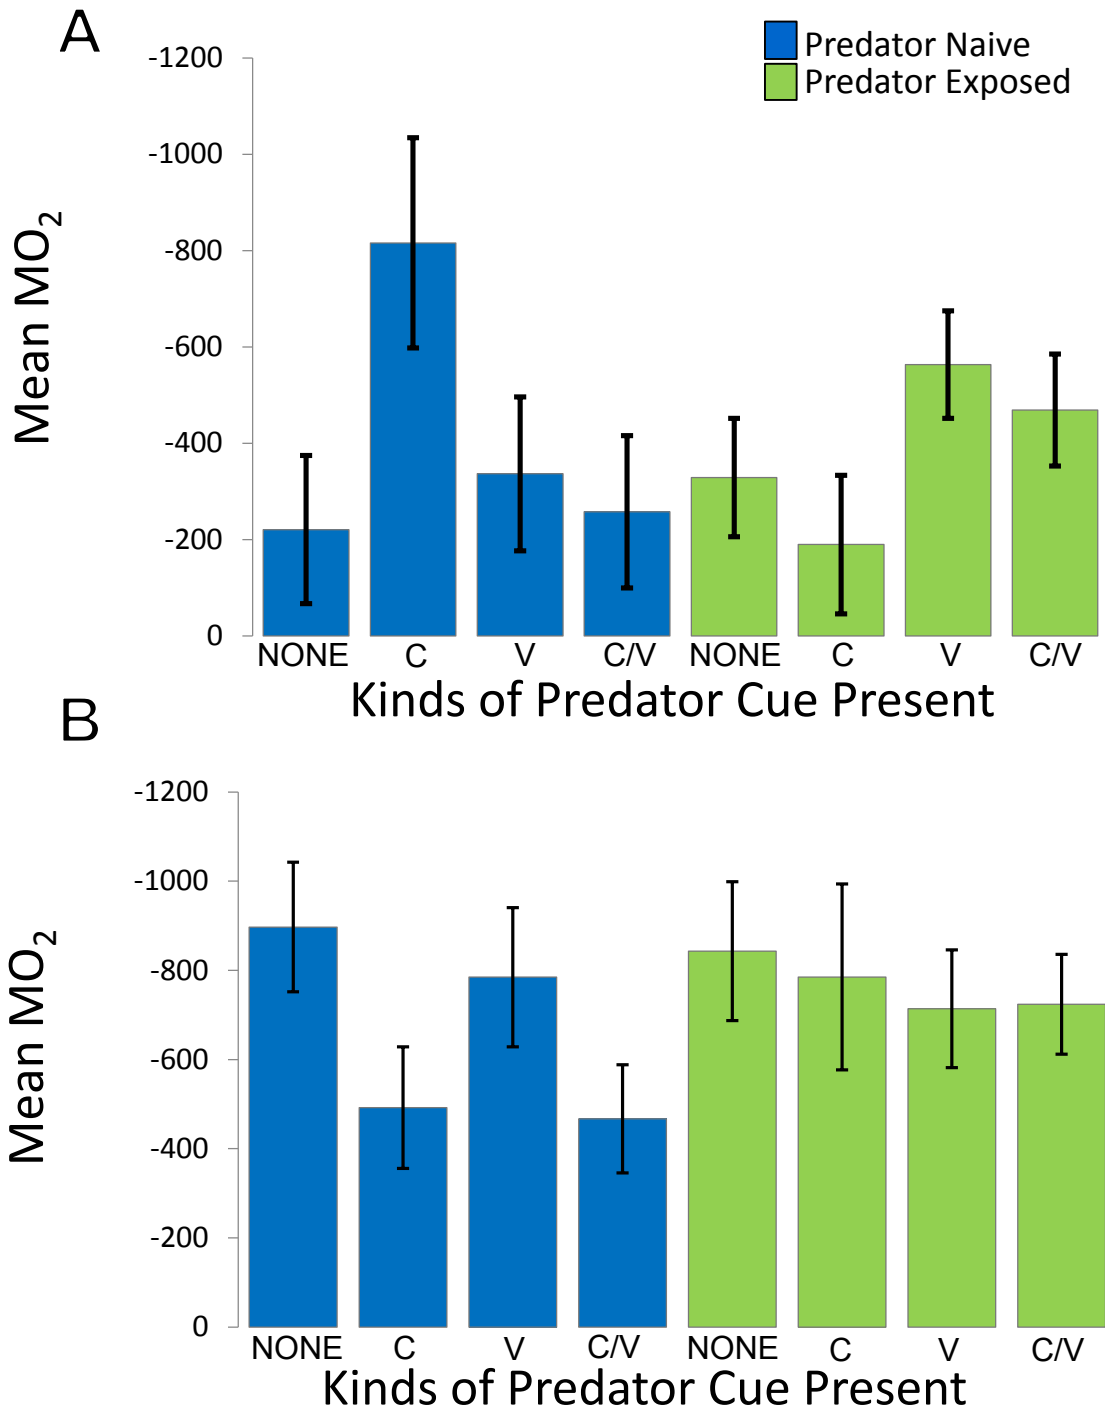 A
Predator Naive
Predator Exposed
-1200
-1000
-800
-600
-400
-200
0
Mean MO₂
NONE C V C/V NONE C V C/V
Kinds of Predator Cue Present
B
-1200
-1000
-800
-600
-400
-200
0
Mean MO₂
NONE C V C/V NONE C V C/V
Kinds of Predator Cue Present